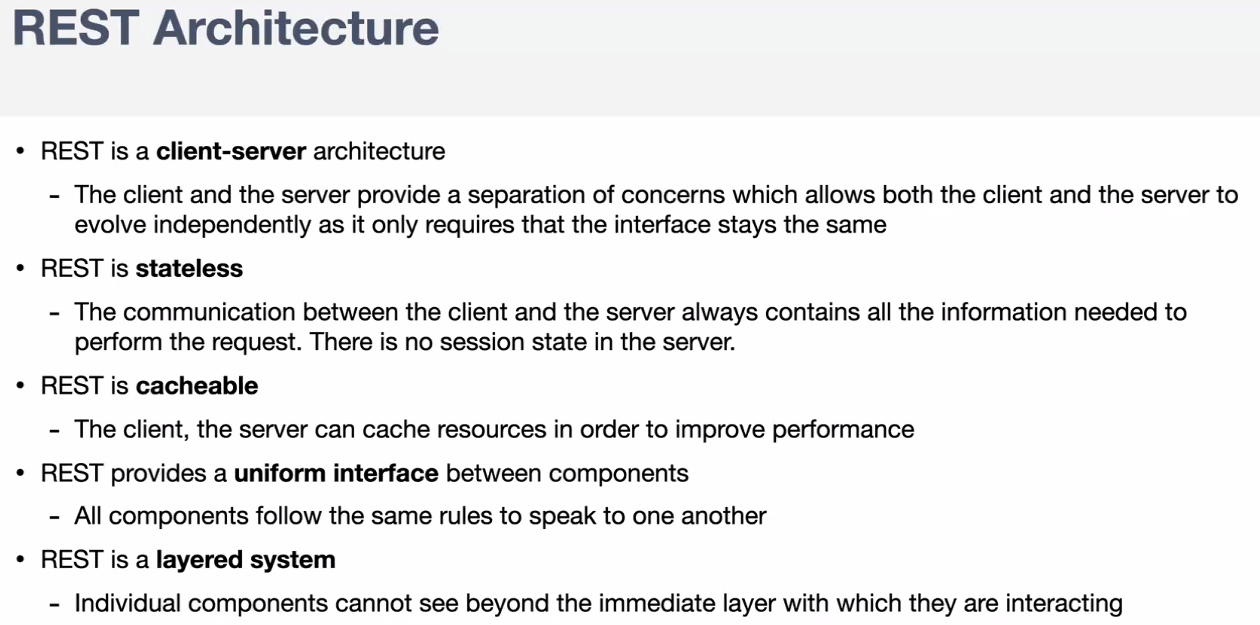 REST Architecture
• REST is a client-server architecture
- The client and the server provide a separation of concerns which allows both the client and the server to
evolve independently as it only requires that the interface stays the same
• REST is stateless
- The communication between the client and the server always contains all the information needed to
perform the request. There is no session state in the server.
• REST is cacheable
- The client, the server can cache resources in order to improve performance
• REST provides a uniform interface between components
- All components follow the same rules to speak to one another
• REST is a layered system
- Individual components cannot see beyond the immediate layer with which they are interacting